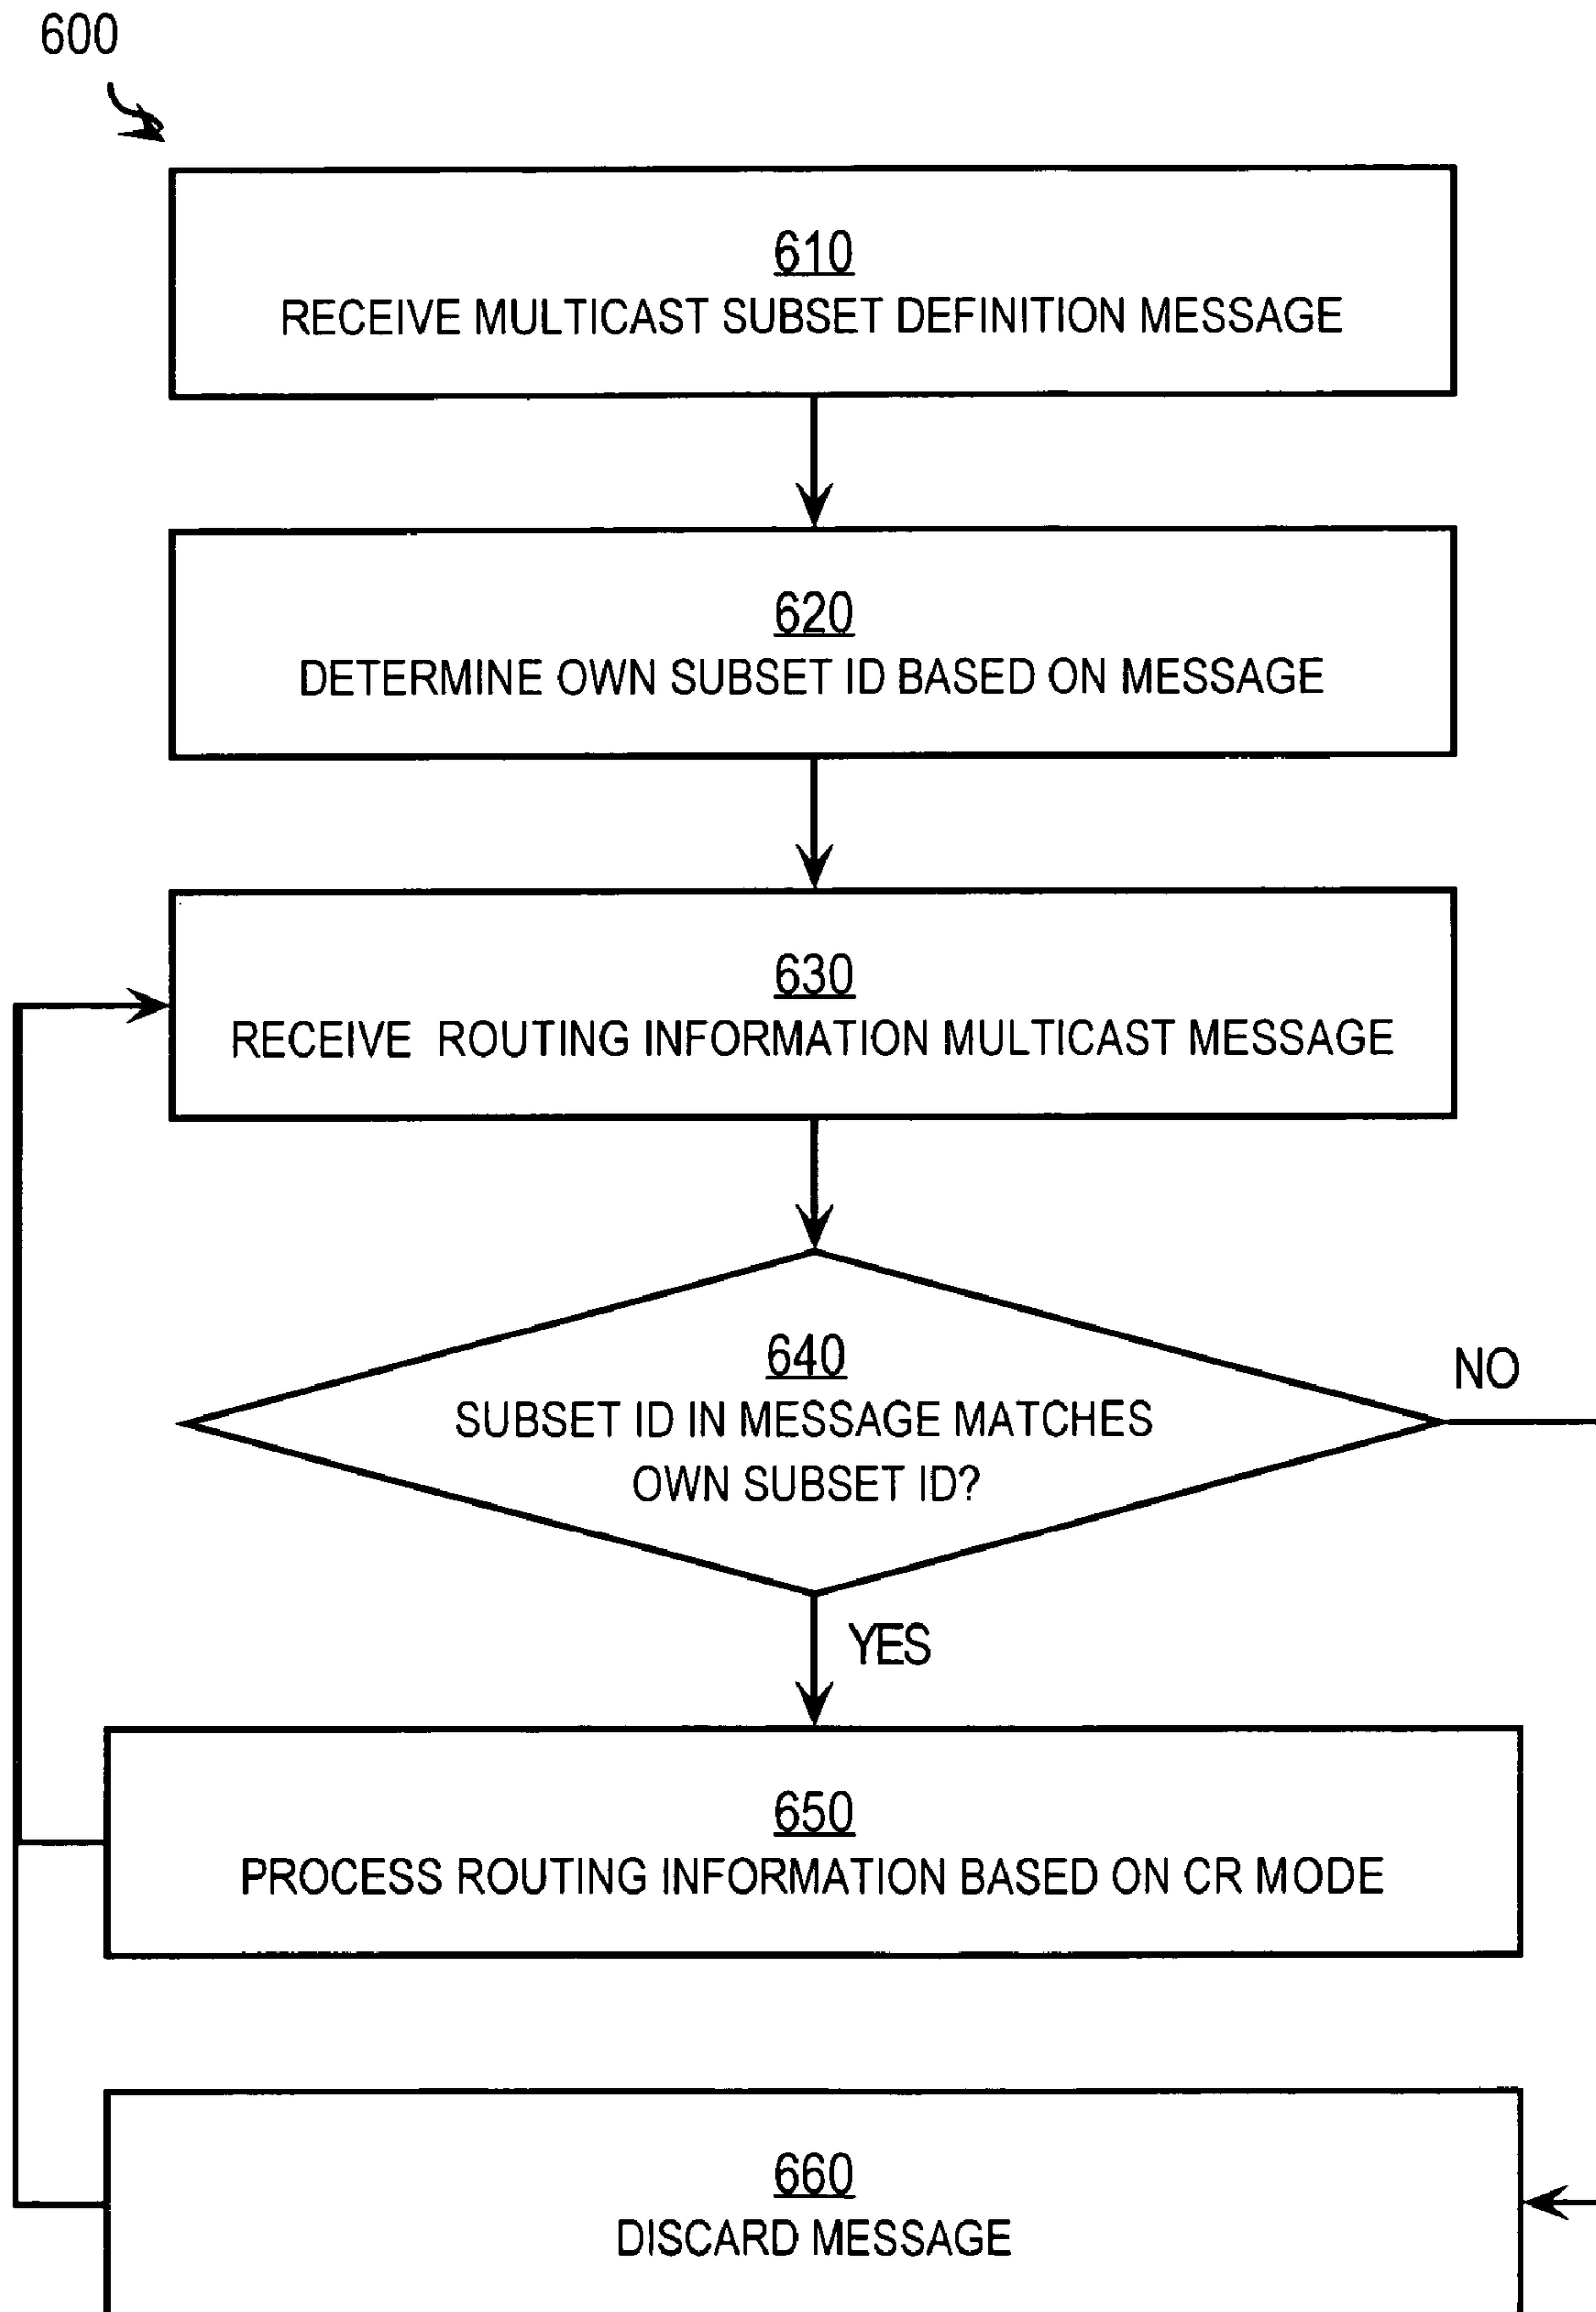 600
610
RECEIVE MULTICAST SUBSET DEFINITION MESSAGE
620
DETERMINE OWN SUBSET ID BASED ON MESSAGE
630
RECEIVE ROUTING INFORMATION MULTICAST MESSAGE
640
SUBSET ID IN MESSAGE MATCHES
OWN SUBSET ID?
NO
YES
650
PROCESS ROUTING INFORMATION BASED ON CR MODE
660
DISCARD MESSAGE